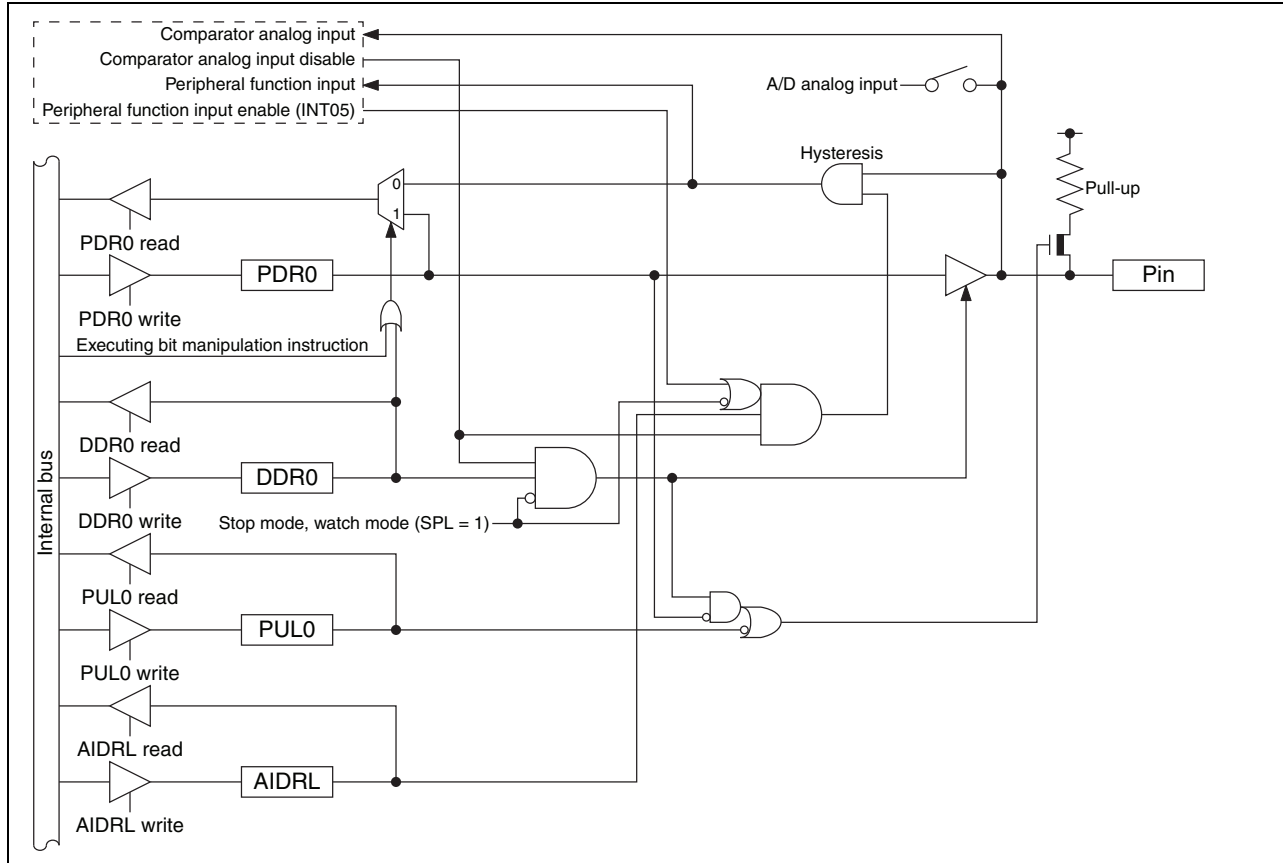 Comparator analog input
Comparator analog input disable
Peripheral function input
Peripheral function input enable (INT05)
A/D analog input
Hysteresis
Pull-up
0
1
PDR0 read
PDR0
Pin
PDR0 write
Executing bit manipulation instruction
DDR0 read
DDR0
DDR0 write
Stop mode, watch mode (SPL = 1)
Internal bus
PUL0 read
PUL0
PUL0 write
AIDRL read
AIDRL
AIDRL write